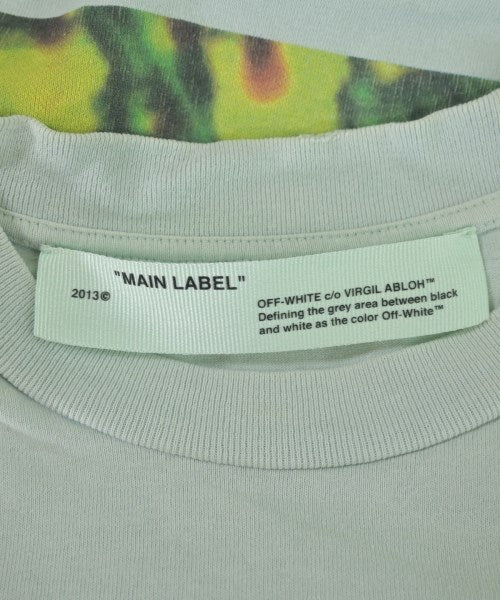 "MAIN LABEL"
2013©
OFF-WHITE c/o VIRGIL ABLOH™
Defining the grey area between black
and white as the color Off-White™